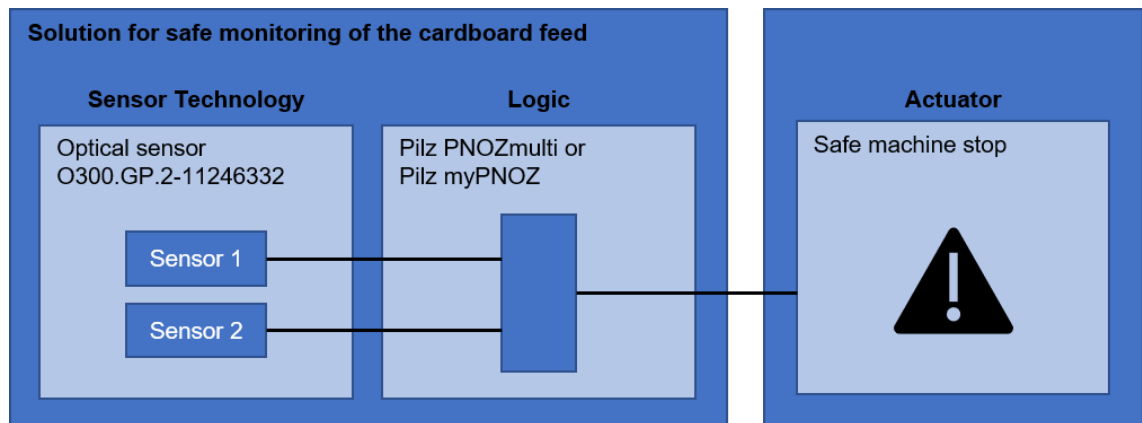 Solution for safe monitoring of the cardboard feed
Sensor Technology
Optical sensor
O300.GP.2-11246332
Sensor 1
Sensor 2
Logic
Pilz PNOZmulti or
Pilz myPNOZ
Actuator
Safe machine stop